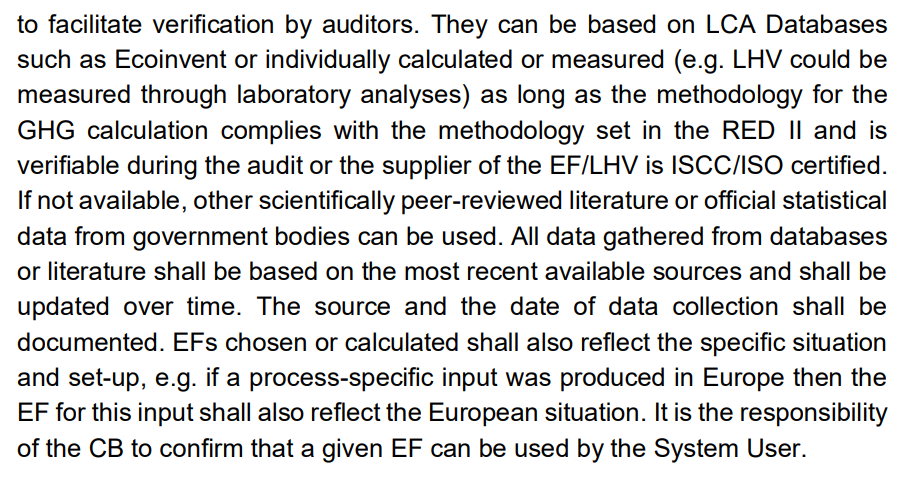 to facilitate verification by auditors. They can be based on LCA Databases
such as Ecoinvent or individually calculated or measured (e.g. LHV could be
measured through laboratory analyses) as long as the methodology for the
GHG calculation complies with the methodology set in the RED II and is
verifiable during the audit or the supplier of the EF/LHV is ISCC/ISO certified.
If not available, other scientifically peer-reviewed literature or official statistical
data from government bodies can be used. All data gathered from databases
or literature shall be based on the most recent available sources and shall be
updated over time. The source and the date of data collection shall be
documented. EFs chosen or calculated shall also reflect the specific situation
and set-up, e.g. if a process-specific input was produced in Europe then the
EF for this input shall also reflect the European situation. It is the responsibility
of the CB to confirm that a given EF can be used by the System User.